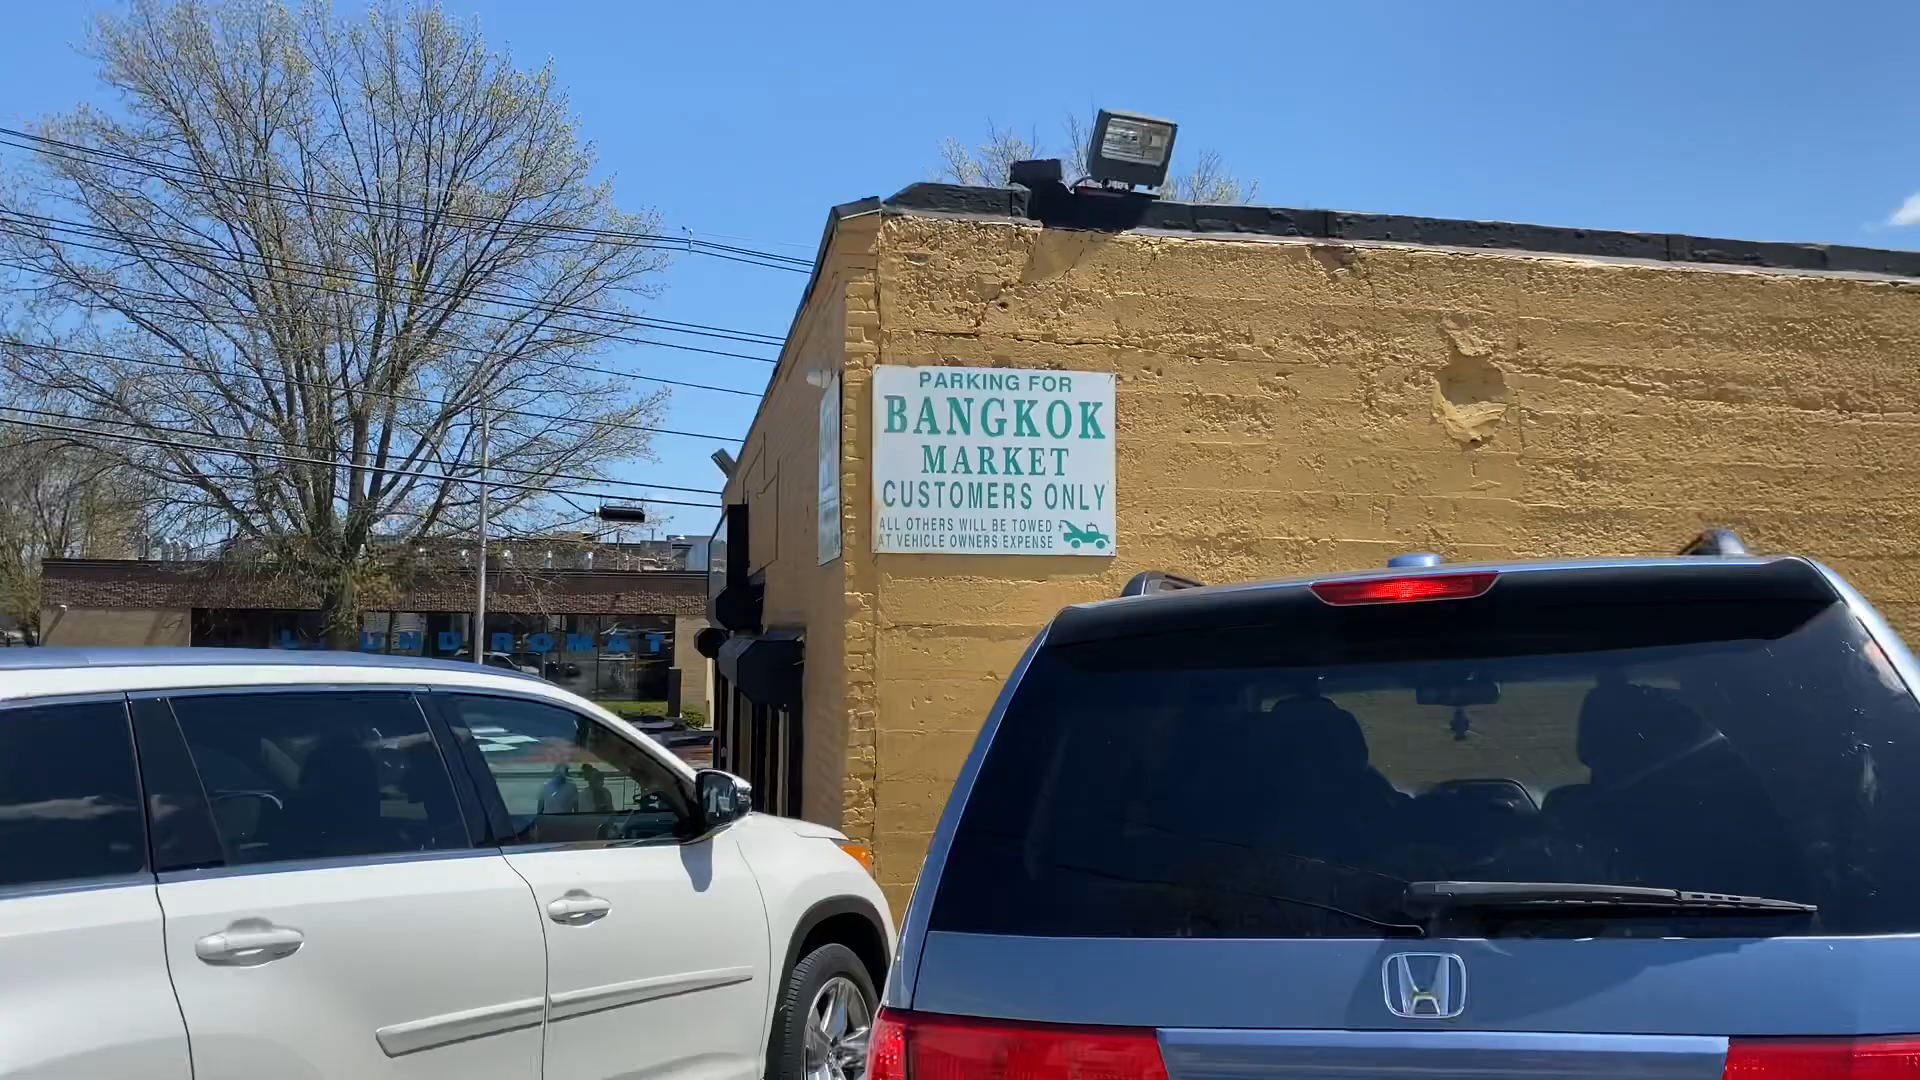 PARKING FOR
BANGKOK
MARKET
CUSTOMERS ONLY
ALL OTHERS WILL BE TOWED
AT VEHICLE OWNERS EXPENSE
LAUNDROMAT